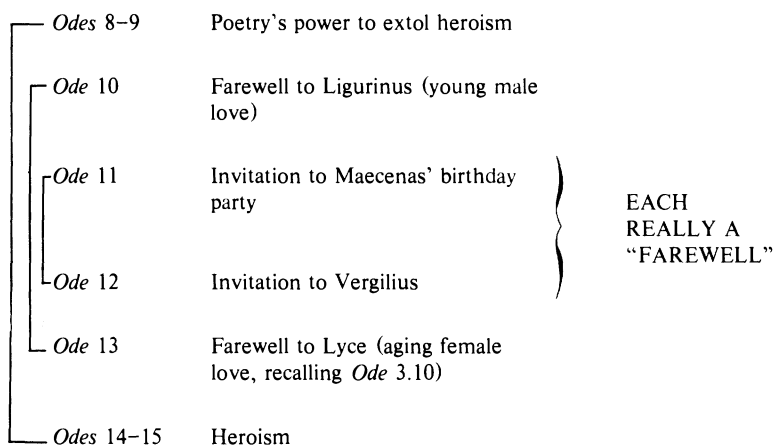 Odes 8–9 Poetry's power to extol heroism
Ode 10 Farewell to Ligurinus (young male
love)
Ode 11 Invitation to Maecenas' birthday
party
EACH
REALLY A
“FAREWELL”
Ode 12 Invitation to Vergilius
Ode 13 Farewell to Lyce (aging female
love, recalling Ode 3.10)
Odes 14–15 Heroism